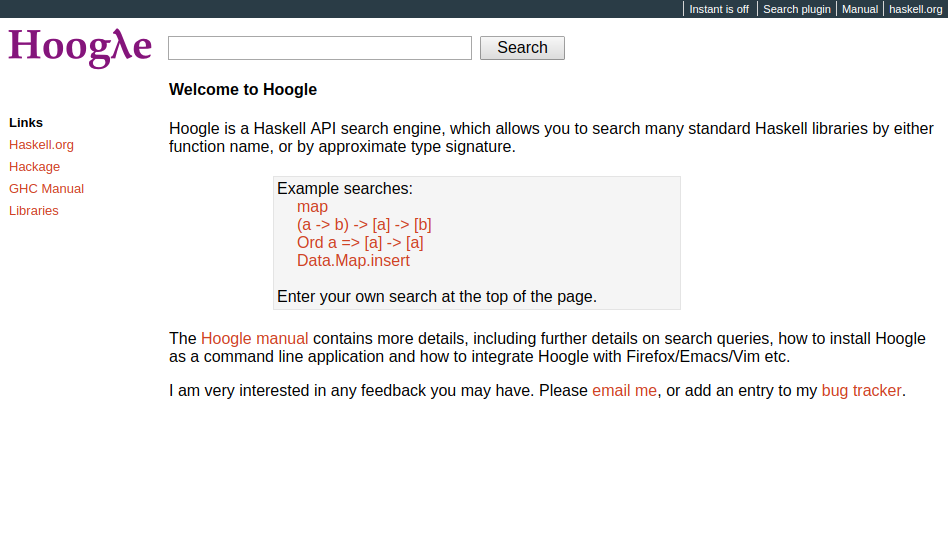 Instant is off | Search plugin | Manual | haskell.org
Hoogλe
Search
Welcome to Hoogle
Links
Haskell.org
Hackage
GHC Manual
Libraries
Hoogle is a Haskell API search engine, which allows you to search many standard Haskell libraries by either
function name, or by approximate type signature.
Example searches:
map
(a -> b) -> [a] -> [b]
Ord a => [a] -> [a]
Data.Map.insert
Enter your own search at the top of the page.
The Hoogle manual contains more details, including further details on search queries, how to install Hoogle
as a command line application and how to integrate Hoogle with Firefox/Emacs/Vim etc.
I am very interested in any feedback you may have. Please email me, or add an entry to my bug tracker.